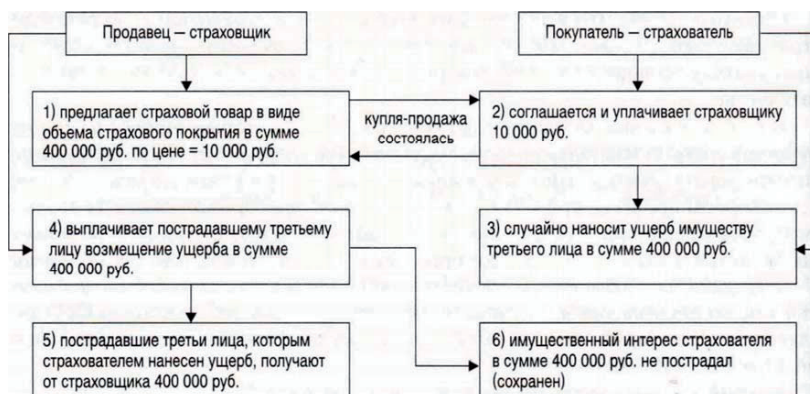 Продавец – страховщик
Покупатель – страхователь
1) предлагает страховой товар в виде
объема страхового покрытия в сумме
400 000 руб. по цене = 10 000 руб.
купля-продажа
состоялась
2) соглашается и уплачивает страховщику
10 000 руб.
4) выплачивает пострадавшему третьему
лицу возмещение ущерба в сумме
400 000 руб.
3) случайно наносит ущерб имуществу
третьего лица в сумме 400 000 руб.
5) пострадавшие третьи лица, которым
страхователем нанесен ущерб, получают
от страховщика 400 000 руб.
6) имущественный интерес страхователя
в сумме 400 000 руб. не пострадал
(сохранен)